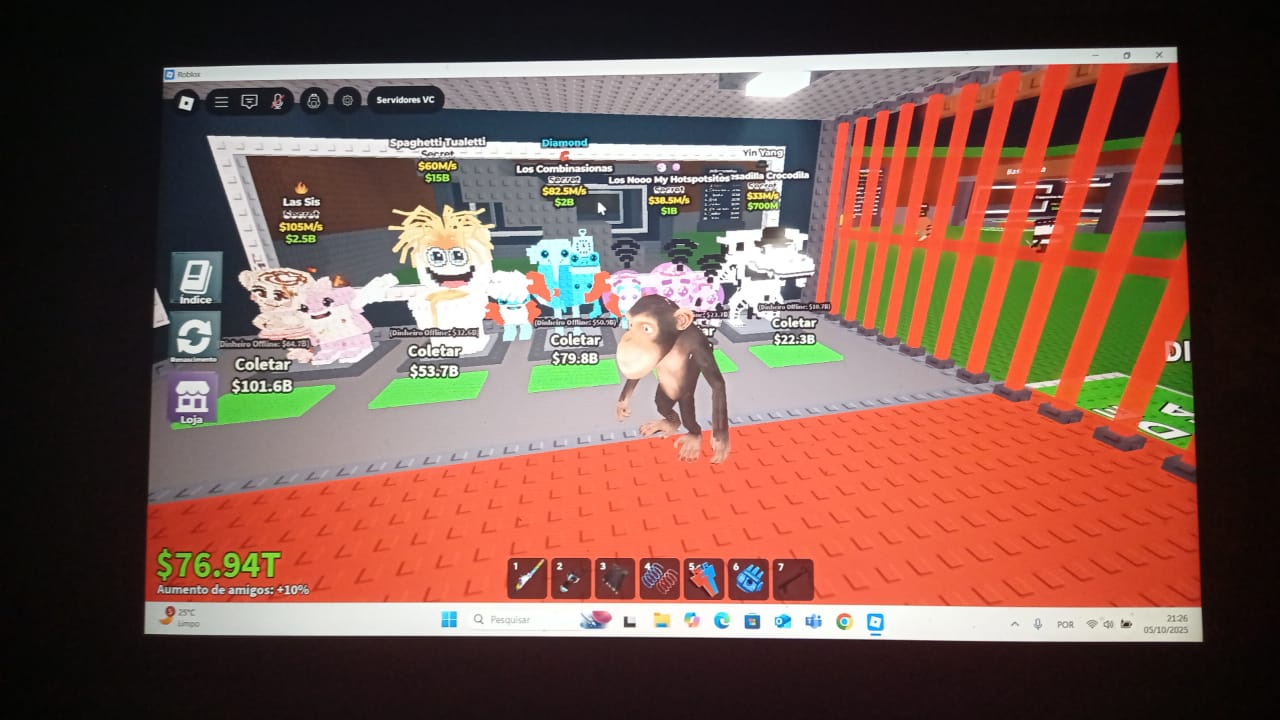 Roblox
Servidores VC
Spaghetti Tualetti
Secret
$60M/s
$15B
Diamond
Los Combinasionas
Secret
$82.5M/s
$2B
Yin Yang
Los Nooo My Hotspotsitos
Secret
$38.5M/s
$1B
Crocodila
Secret
$33M/s
$700M
Las Sis
Secret
$105M/s
$2.5B
Índice
Renascimento
Loja
(Dinheiro Offline: $64.7B)
Coletar
$101.6B
(Dinheiro Offline: $32.6B)
Coletar
$53.7B
(Dinheiro Offline: $50.9B)
Coletar
$79.8B
Coletar
$22.3B
$76.94T
Aumento de amigos: +10%
1
2
3
4
5
6
7
25°C
Limpo
Pesquisar
POR
21:26
05/10/2025